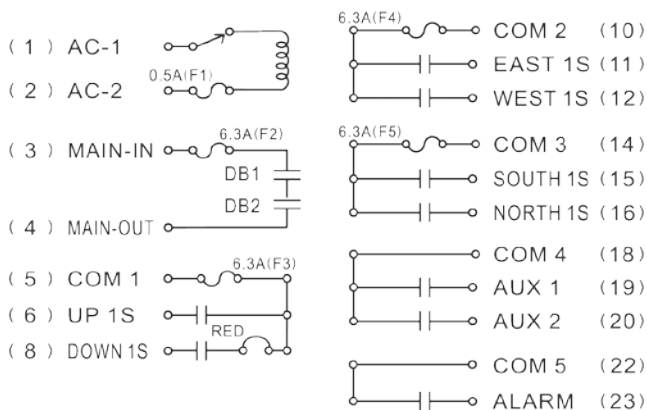 ( 1 ) AC-1
0.5A(F1)
( 2 ) AC-2
6.3A(F2)
( 3 ) MAIN-IN
DB1
DB2
( 4 ) MAIN-OUT
6.3A(F3)
( 5 ) COM 1
( 6 ) UP 1S
RED
( 8 ) DOWN 1S
6.3A(F4)
COM 2 (10)
EAST 1S (11)
WEST 1S (12)
6.3A(F5)
COM 3 (14)
SOUTH 1S (15)
NORTH 1S (16)
COM 4 (18)
AUX 1 (19)
AUX 2 (20)
COM 5 (22)
ALARM (23)